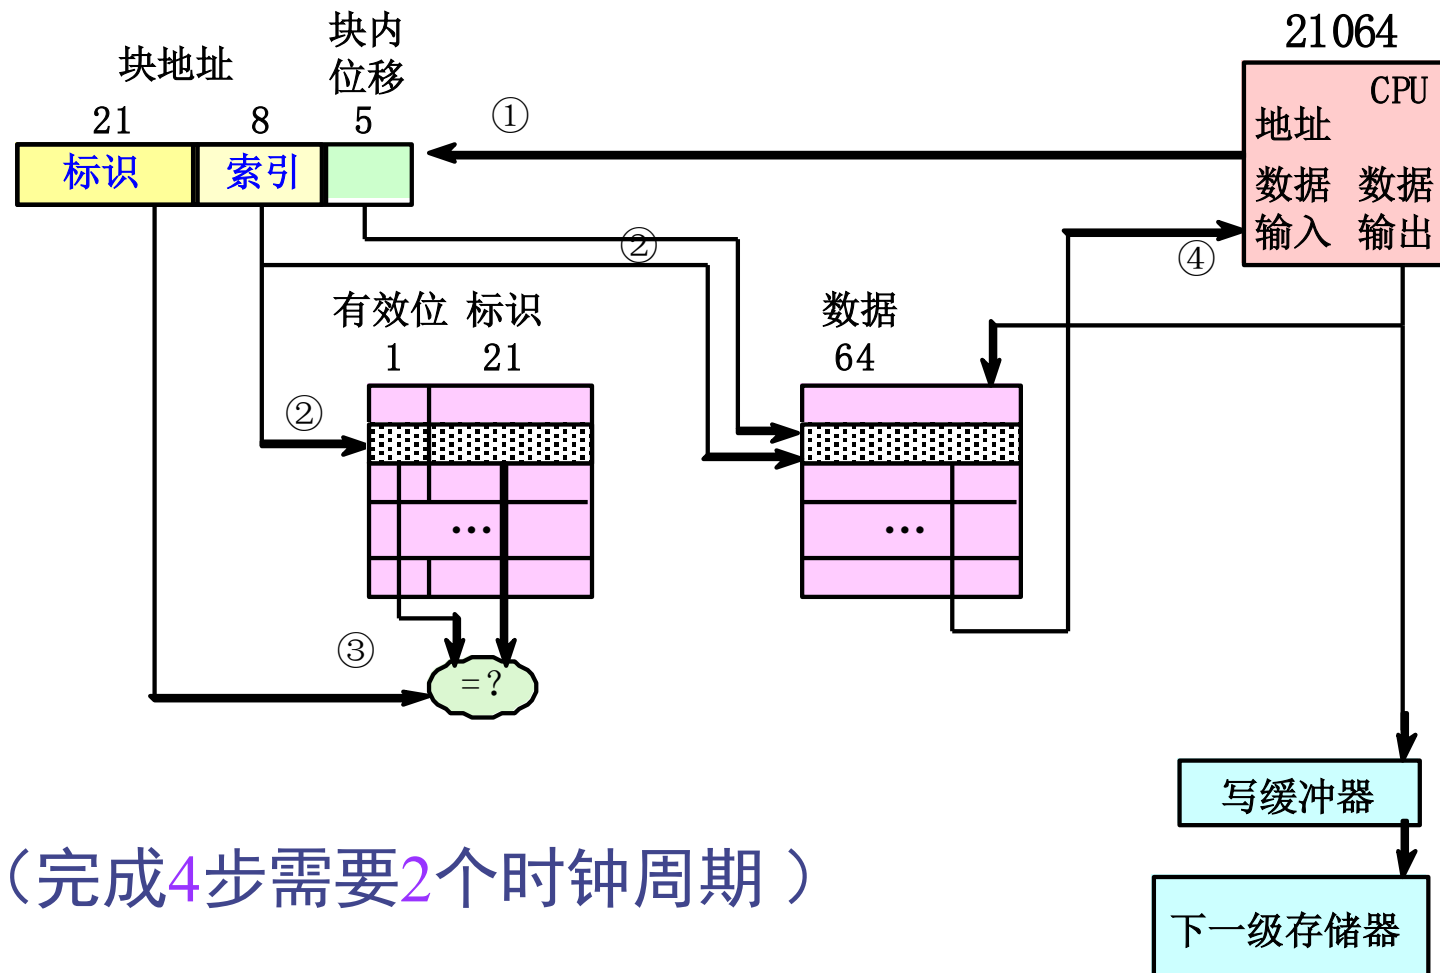 21064
块内
块地址
位移
CPU
21 8 5
①
地址
标识 索引
数据 数据
输入 输出
②
④
有效位 标识
数据
1 21
64
②
…
…
③
=?
写缓冲器
(完成4步需要2个时钟周期 )
下一级存储器